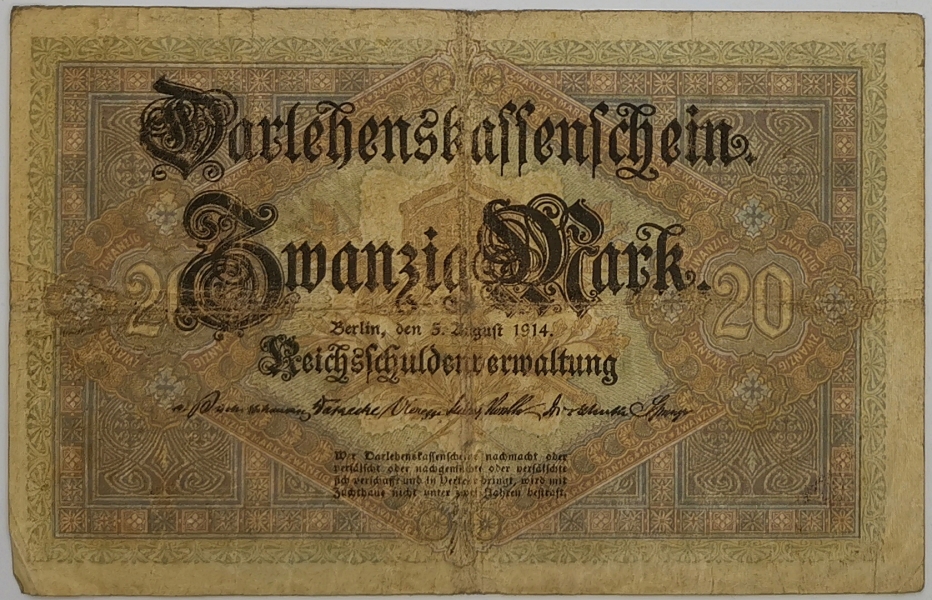 Darlehenskassenschein.
Zwanzig Mark.
20 20
Berlin, den 5. August 1914.
Reichsschuldenverwaltung
Wer Darlehenskassenscheine nachmacht oder
verfälscht oder nachgemachte oder verfälschte
sich verschafft und in Verkehr bringt, wird mit
Zuchthaus nicht unter zwei Jahren bestraft.